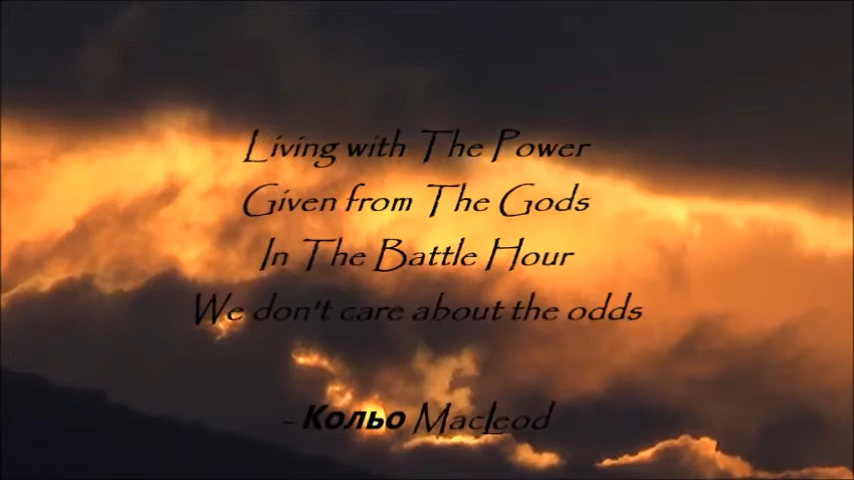 Living with The Power
Given from The Gods
In The Battle Hour
We don't care about the odds
- Кольо MacLeod